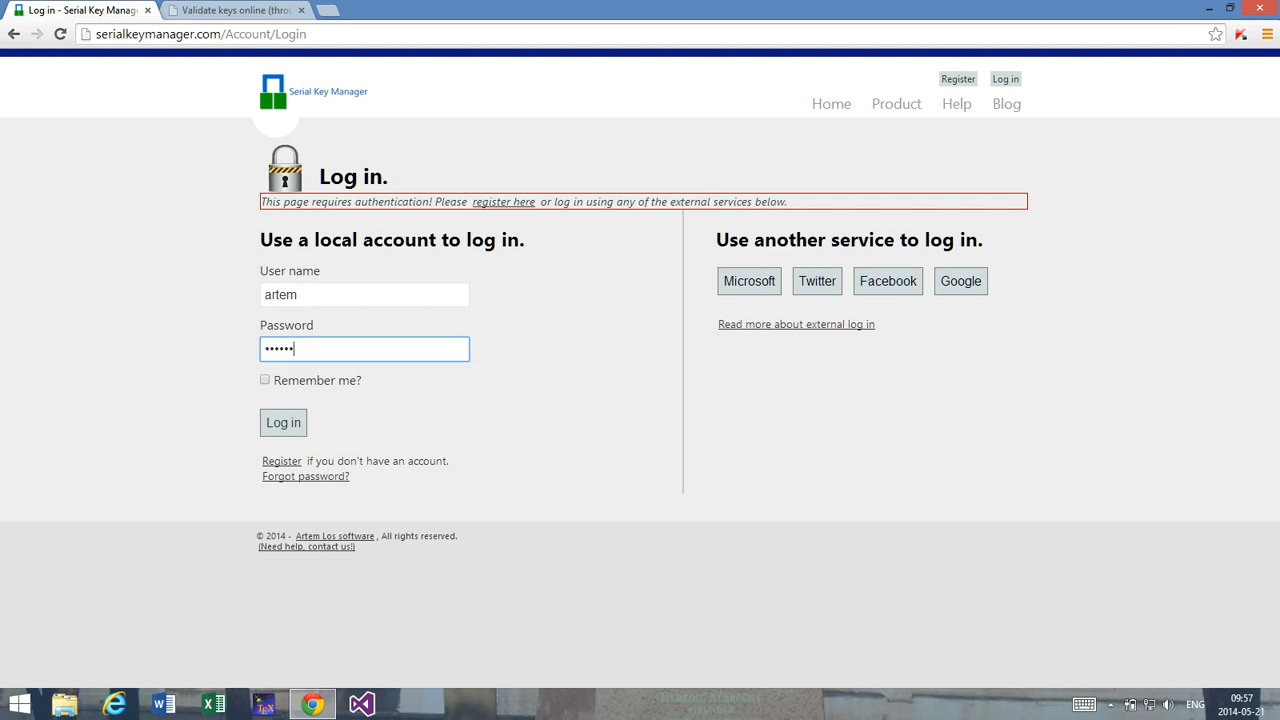 Log in - Serial Key Manag
Validate keys online (thro
serialkeymanager.com/Account/Login
Register
Log in
Serial Key Manager
Home
Product
Help
Blog
Log in.
This page requires authentication! Please register here or log in using any of the external services below.
Use a local account to log in.
User name
artem
Password
••••••
Remember me?
Log in
Register if you don't have an account.
Forgot password?
Use another service to log in.
Microsoft
Twitter
Facebook
Google
Read more about external log in
© 2014 - Artem Los software , All rights reserved.
(Need help, contact us!)
ENG
09:57
2014-05-21